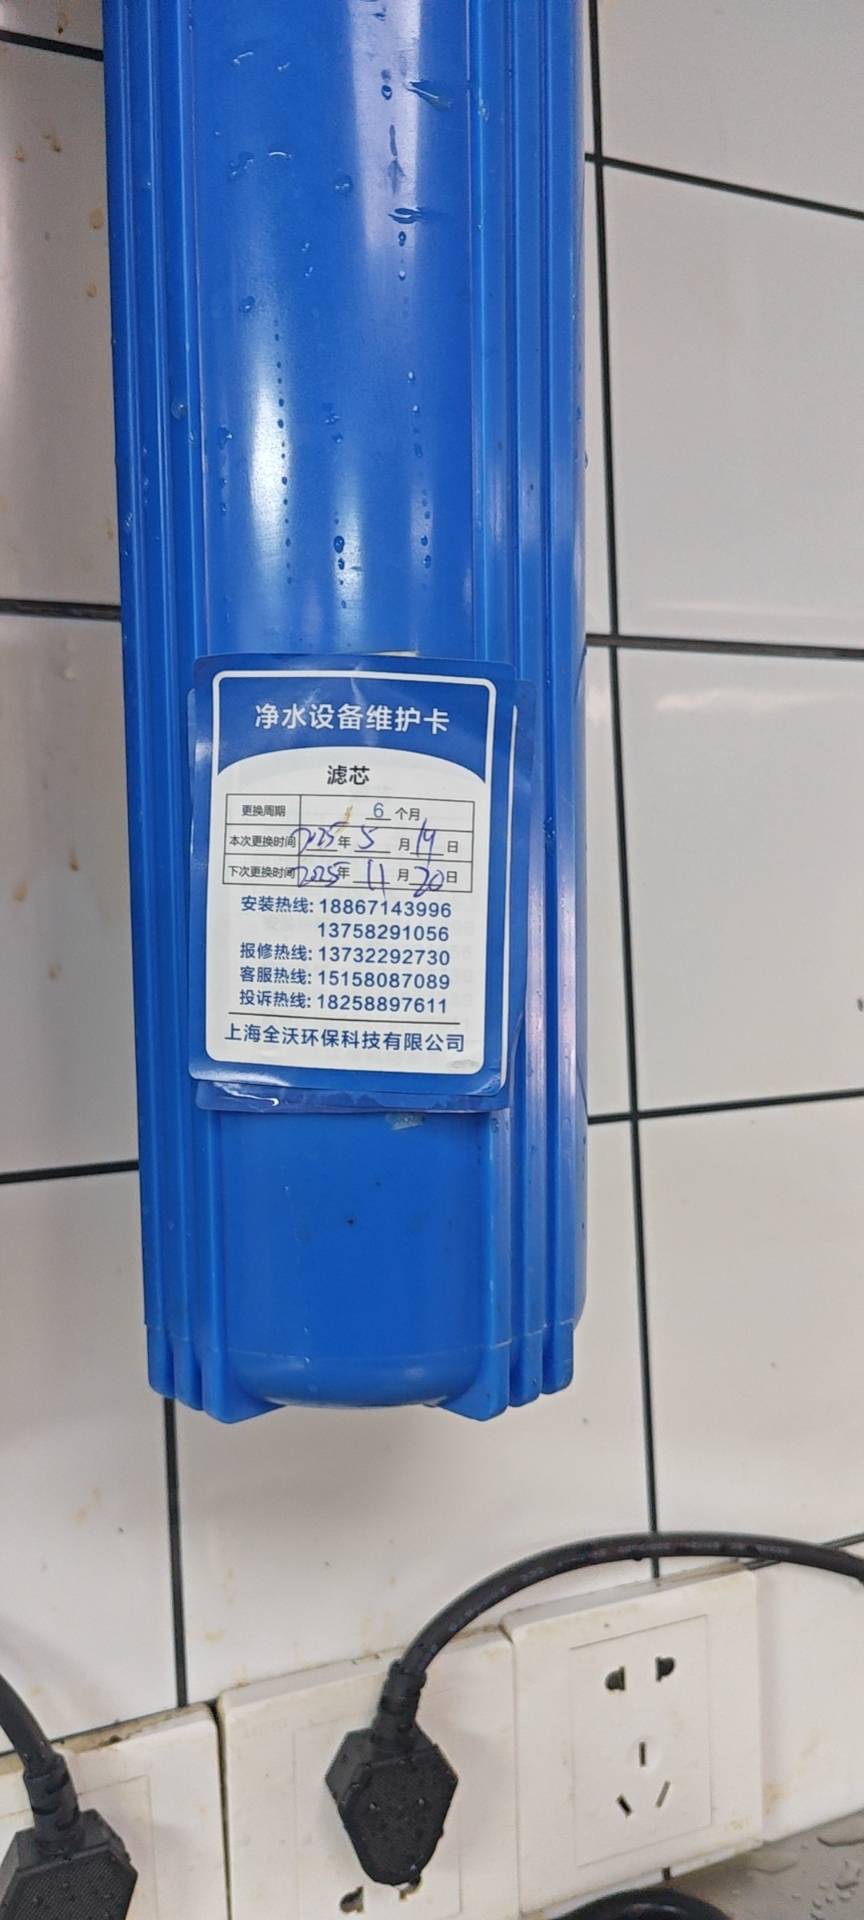 净水设备维护卡
滤芯
更换周期 6 个月
本次更换时间 2025年 5 月 19 日
下次更换时间 2025年 11 月 20 日
安装热线: 18867143996
13758291056
报修热线: 13732292730
客服热线: 15158087089
投诉热线: 18258897611
上海全沃环保科技有限公司